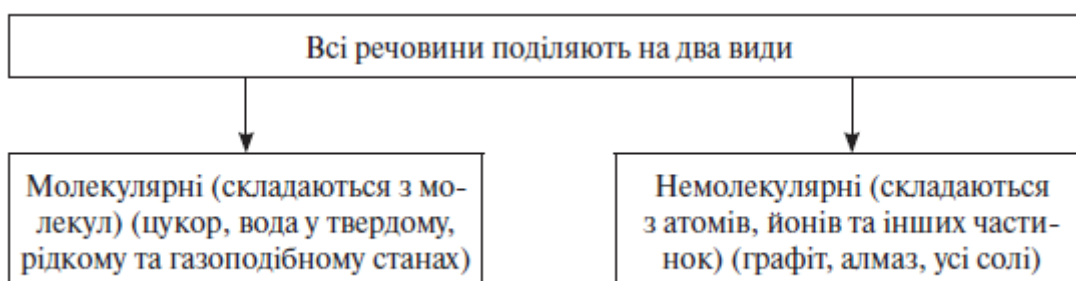 Всі речовини поділяють на два види
Молекулярні (складаються з мо-
лекул) (цукор, вода у твердому,
рідкому та газоподібному станах)
Немолекулярні (складаються
з атомів, йонів та інших части-
нок) (графіт, алмаз, усі солі)